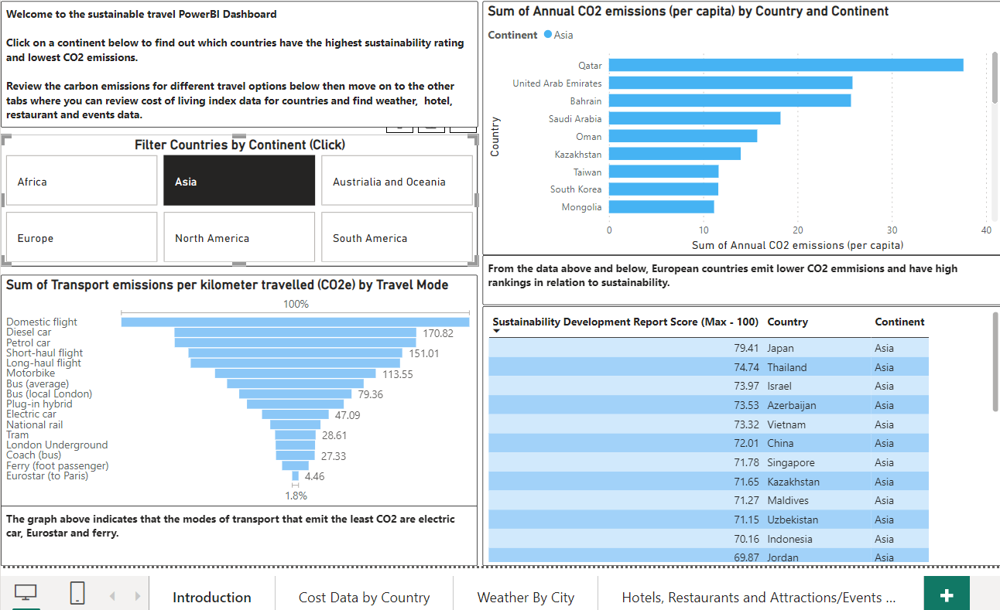 Welcome to the sustainable travel PowerBI Dashboard
Click on a continent below to find out which countries have the highest sustainability rating
and lowest CO2 emissions.
Review the carbon emissions for different travel options below then move on to the other
tabs where you can review cost of living index data for countries and find weather, hotel,
restaurant and events data.
Filter Countries by Continent (Click)
Africa
Asia
Austrialia and Oceania
Europe
North America
South America
Sum of Transport emissions per kilometer travelled (CO2e) by Travel Mode
100%
Domestic flight
Diesel car 170.82
Petrol car
Short-haul flight 151.01
Long-haul flight
Motorbike 113.55
Bus (average)
Bus (local London) 79.36
Plug-in hybrid
Electric car 47.09
National rail
Tram 28.61
London Underground
Coach (bus) 27.33
Ferry (foot passenger)
Eurostar (to Paris) 4.46
1.8%
The graph above indicates that the modes of transport that emit the least CO2 are electric
car, Eurostar and ferry.
Sum of Annual CO2 emissions (per capita) by Country and Continent
Continent Asia
Country
Qatar
United Arab Emirates
Bahrain
Saudi Arabia
Oman
Kazakhstan
Taiwan
South Korea
Mongolia
0 10 20 30 40
Sum of Annual CO2 emissions (per capita)
From the data above and below, European countries emit lower CO2 emmisions and have high
rankings in relation to sustainability.
Sustainability Development Report Score (Max - 100) Country Continent
79.41 Japan Asia
74.74 Thailand Asia
73.97 Israel Asia
73.53 Azerbaijan Asia
73.32 Vietnam Asia
72.01 China Asia
71.78 Singapore Asia
71.65 Kazakhstan Asia
71.27 Maldives Asia
71.15 Uzbekistan Asia
70.16 Indonesia Asia
69.87 Jordan Asia
Introduction
Cost Data by Country
Weather By City
Hotels, Restaurants and Attractions/Events ...
+